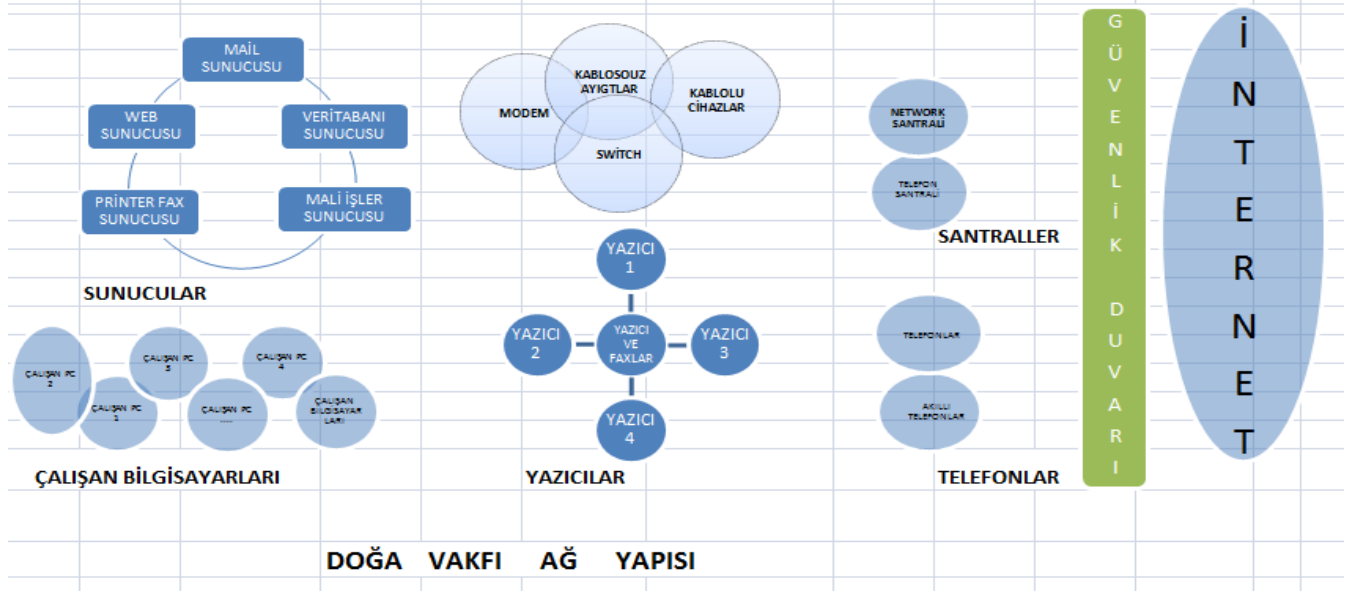 MAİL
SUNUCUSU
WEB
SUNUCUSU
VERİTABANI
SUNUCUSU
PRİNTER FAX
SUNUCUSU
MALİ İŞLER
SUNUCUSU
SUNUCULAR
MODEM
KABLOSOUZ
AYIGTLAR
KABLOLU
CİHAZLAR
SWİTCH
NETWORK
SANTRALİ
TELEFON
SANTRALİ
SANTRALLER
ÇALIŞAN PC
2
ÇALIŞAN PC
1
ÇALIŞAN PC
3
ÇALIŞAN PC
.....
ÇALIŞAN PC
4
ÇALIŞAN
BİLGİSAYAR
LARI
ÇALIŞAN BİLGİSAYARLARI
YAZICI
1
YAZICI
2
YAZICI
VE
FAXLAR
YAZICI
3
YAZICI
4
YAZICILAR
TELEFONLAR
AKILLI
TELEFONLAR
TELEFONLAR
GÜVENLİK DUVARI
İNTERNET
DOĞA VAKFI AĞ YAPISI